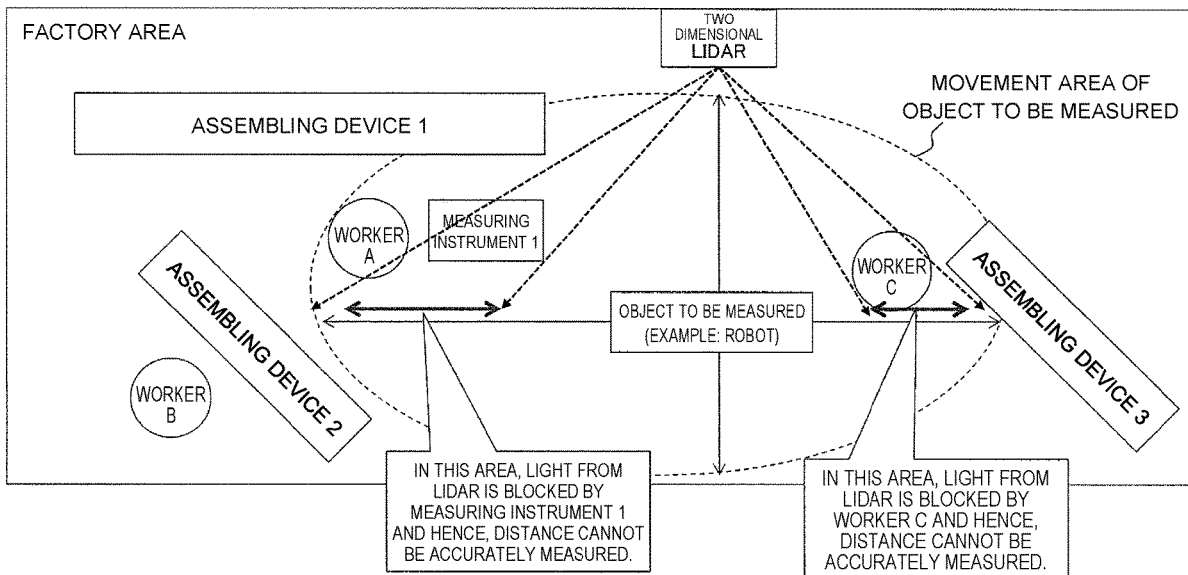 FACTORY AREA
TWO
DIMENSIONAL
LIDAR
MOVEMENT AREA OF
OBJECT TO BE MEASURED
ASSEMBLING DEVICE 1
WORKER
A
MEASURING
INSTRUMENT 1
WORKER
C
ASSEMBLING DEVICE 2
ASSEMBLING DEVICE 3
OBJECT TO BE MEASURED
(EXAMPLE: ROBOT)
WORKER
B
IN THIS AREA, LIGHT FROM
LIDAR IS BLOCKED BY
MEASURING INSTRUMENT 1
AND HENCE, DISTANCE CANNOT
BE ACCURATELY MEASURED.
IN THIS AREA, LIGHT FROM
LIDAR IS BLOCKED BY
WORKER C AND HENCE,
DISTANCE CANNOT BE
ACCURATELY MEASURED.